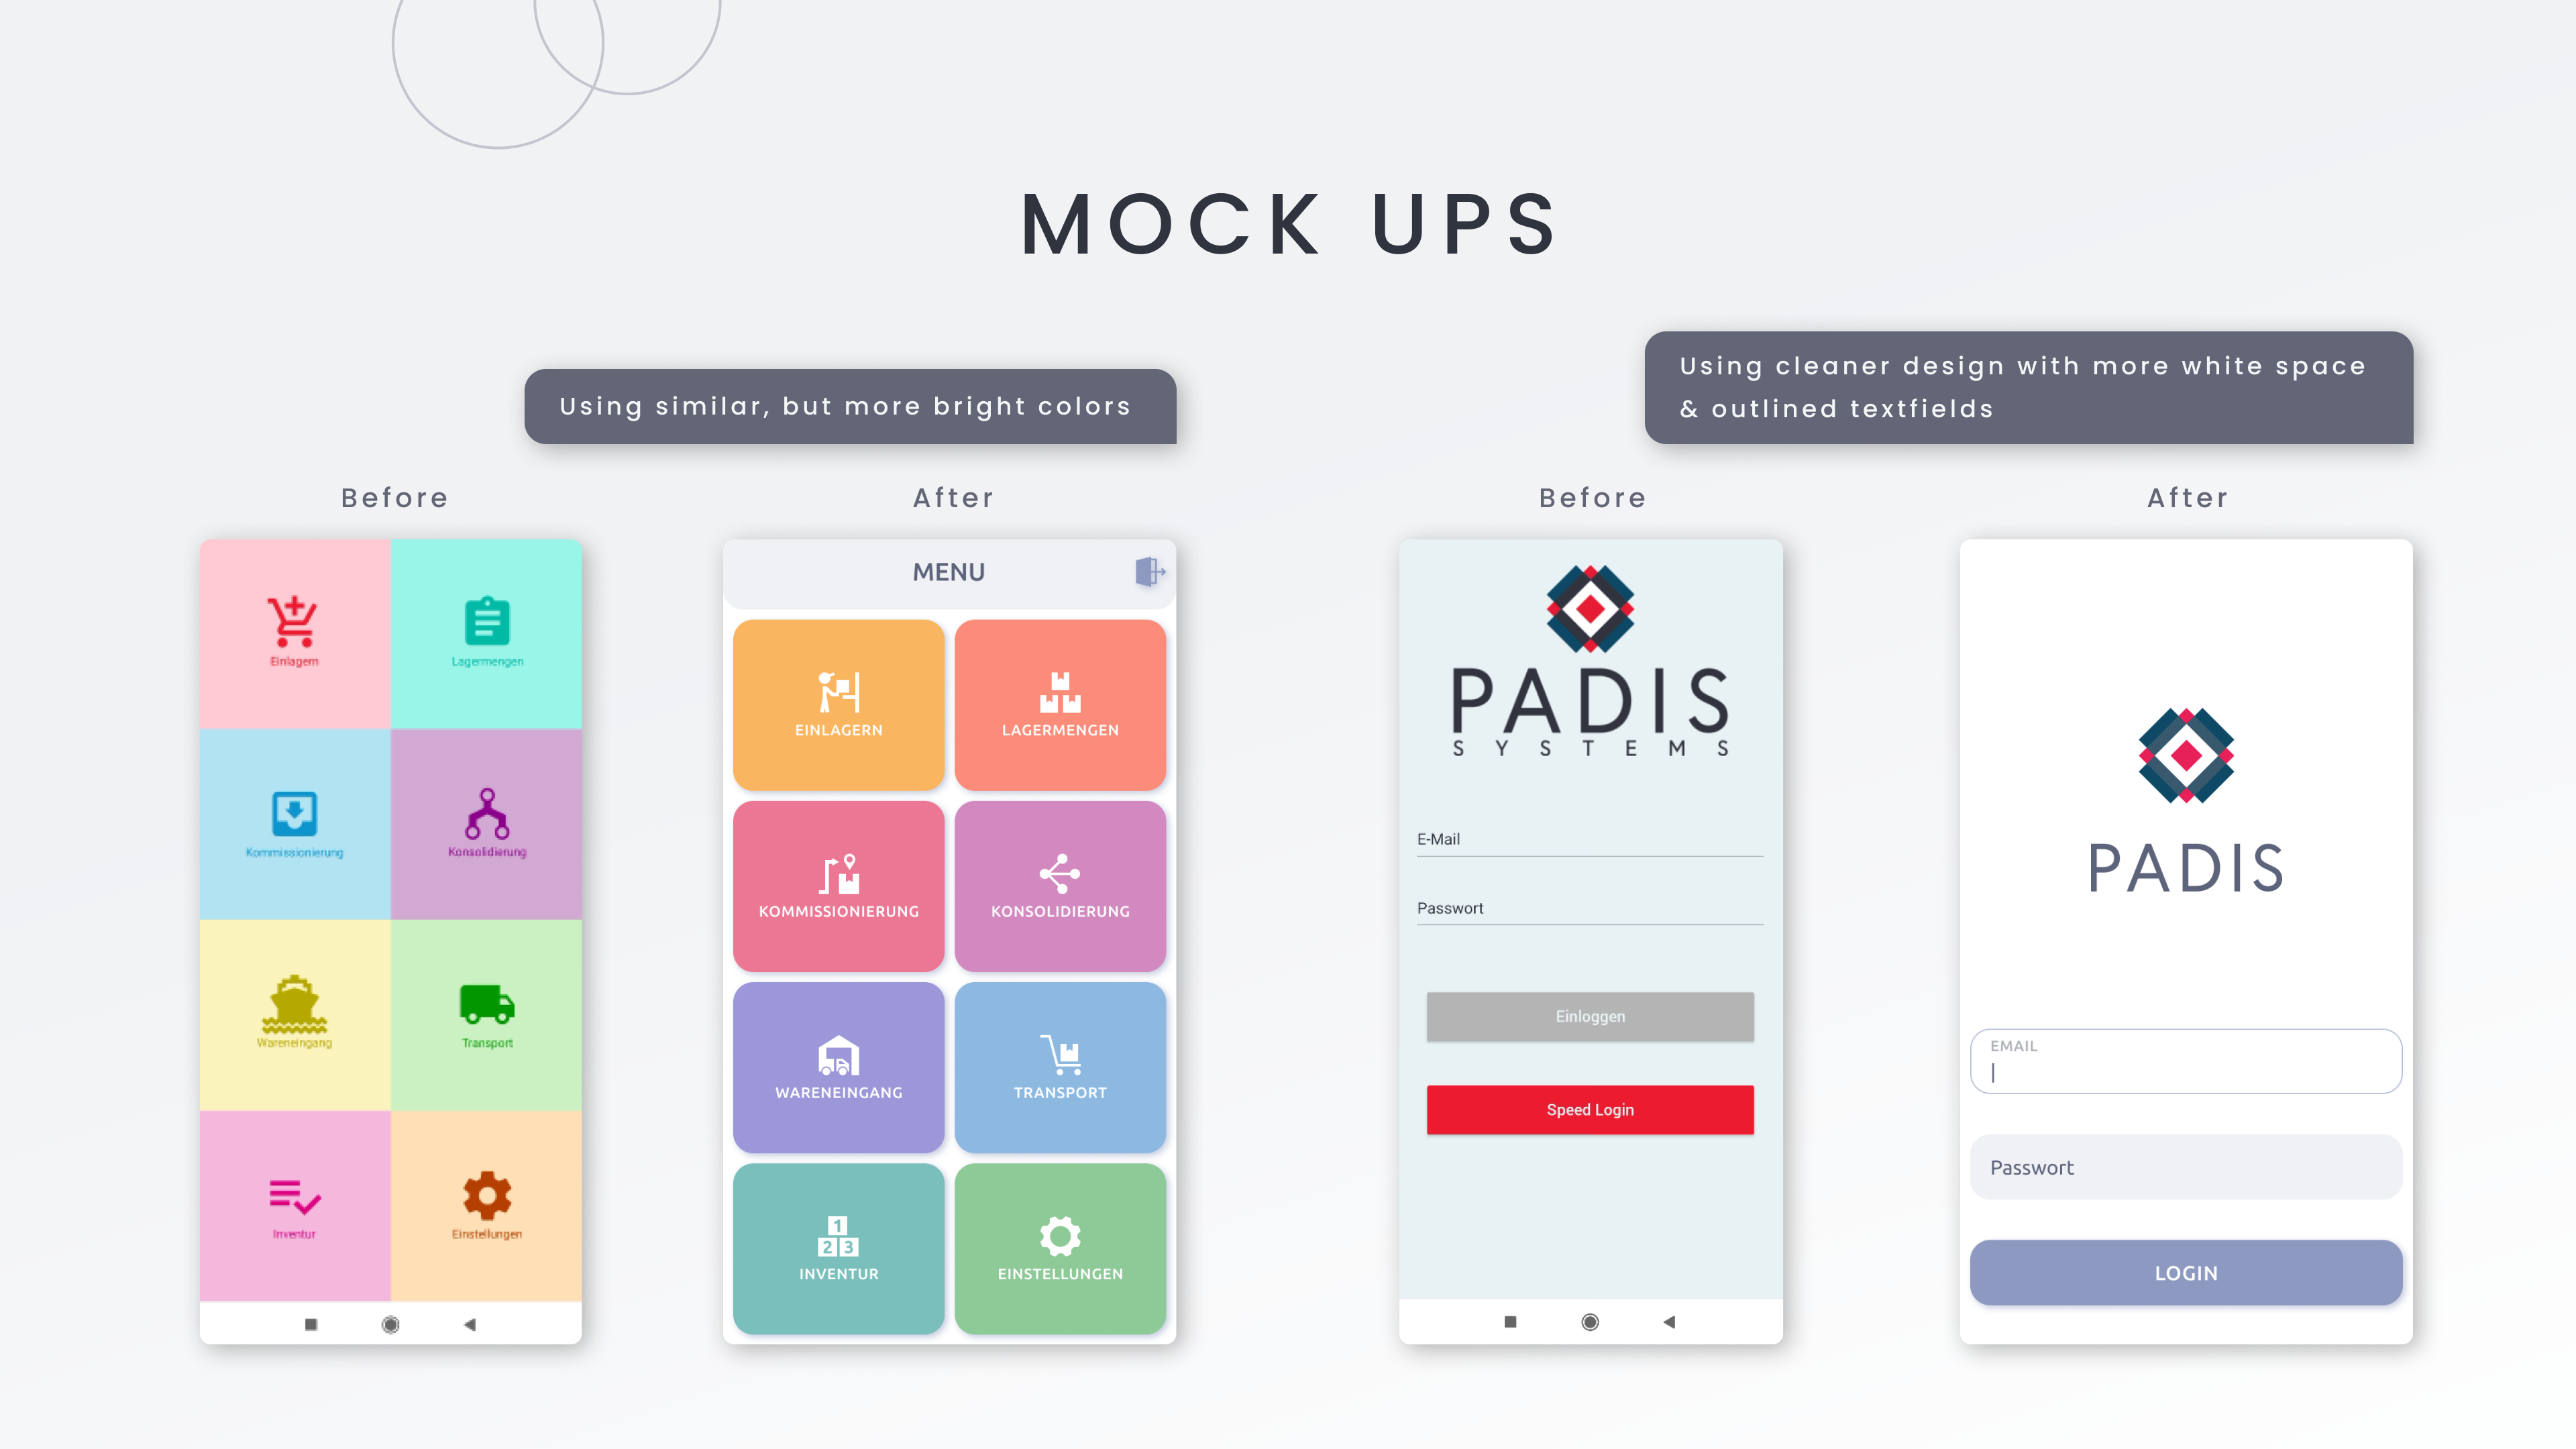 MOCK UPS
Using similar, but more bright colors
Using cleaner design with more white space
& outlined textfields
Before
After
Before
After
Einlagern
Lagermengen
Kommissionierung
Konsolidierung
Wareneingang
Transport
Inventur
Einstellungen
MENU
EINLAGERN
LAGERMENGEN
KOMMISSIONIERUNG
KONSOLIDIERUNG
WARENEINGANG
TRANSPORT
1
2 3
INVENTUR
EINSTELLUNGEN
PADIS
SYSTEMS
E-Mail
Passwort
Einloggen
Speed Login
PADIS
EMAIL
Passwort
LOGIN